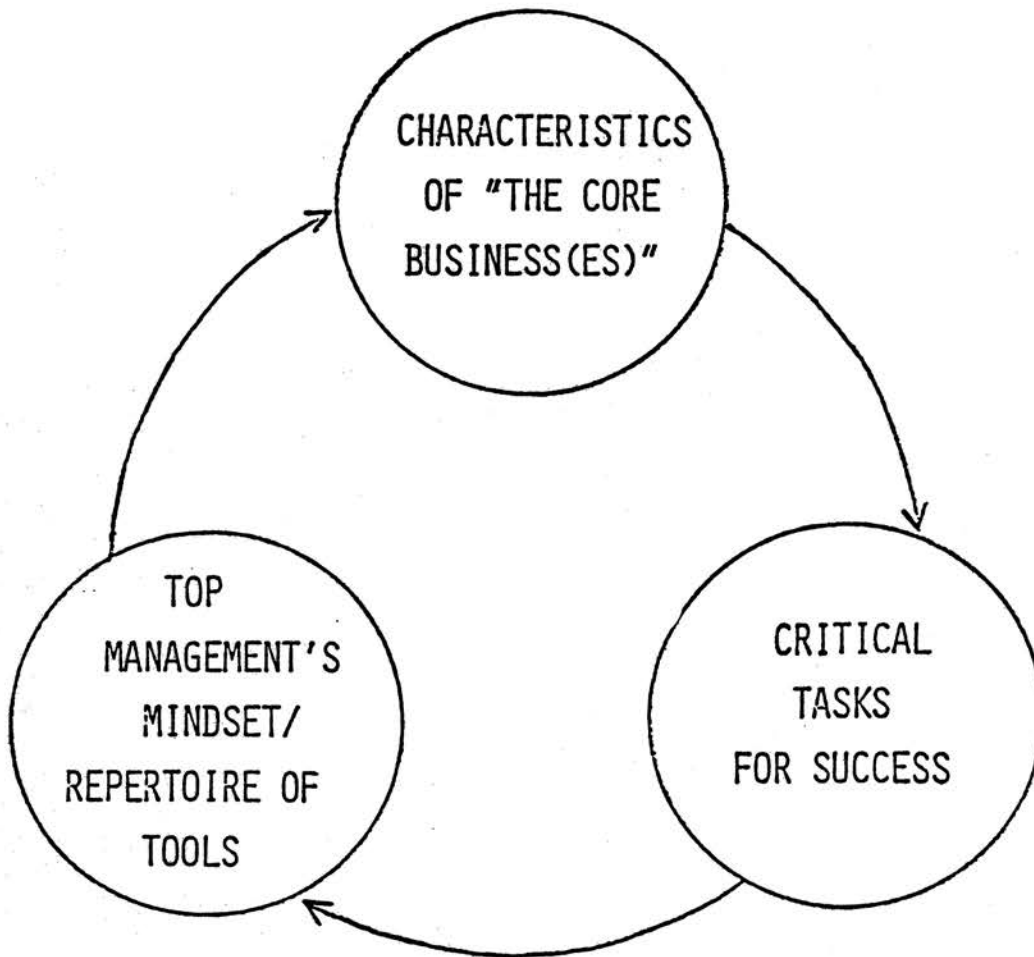 CHARACTERISTICS
OF "THE CORE
BUSINESS(ES)"
TOP
MANAGEMENT'S
MINDSET/
REPERTOIRE OF
TOOLS
CRITICAL
TASKS
FOR SUCCESS